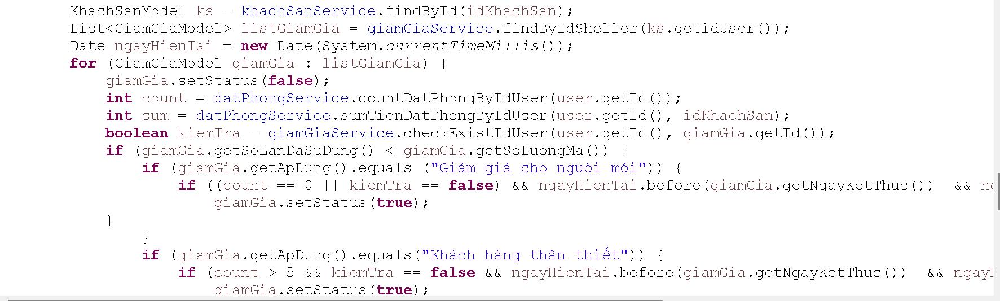 KhachSanModel ks = khachSanService.findById(idKhachSan);
List<GiamGiaModel> listGiamGia = giamGiaService.findByIdSheller(ks.getidUser());
Date ngayHienTai = new Date(System.currentTimeMillis());
for (GiamGiaModel giamGia : listGiamGia) {
giamGia.setStatus(false);
int count = datPhongService.countDatPhongByIdUser(user.getId());
int sum = datPhongService.sumTienDatPhongByIdUser(user.getId(), idKhachSan);
boolean kiemTra = giamGiaService.checkExistIdUser(user.getId(), giamGia.getId());
if (giamGia.getSoLanDaSuDung() < giamGia.getSoLuongMa()) {
if (giamGia.getApDung().equals ("Giảm giá cho người mới")) {
if ((count == 0 || kiemTra == false) && ngayHienTai.before(giamGia.getNgayKetThuc()) &&
giamGia.setStatus(true);
}
}
if (giamGia.getApDung().equals("Khách hàng thân thiết")) {
if (count > 5 && kiemTra == false && ngayHienTai.before(giamGia.getNgayKetThuc()) &&
giamGia.setStatus(true);